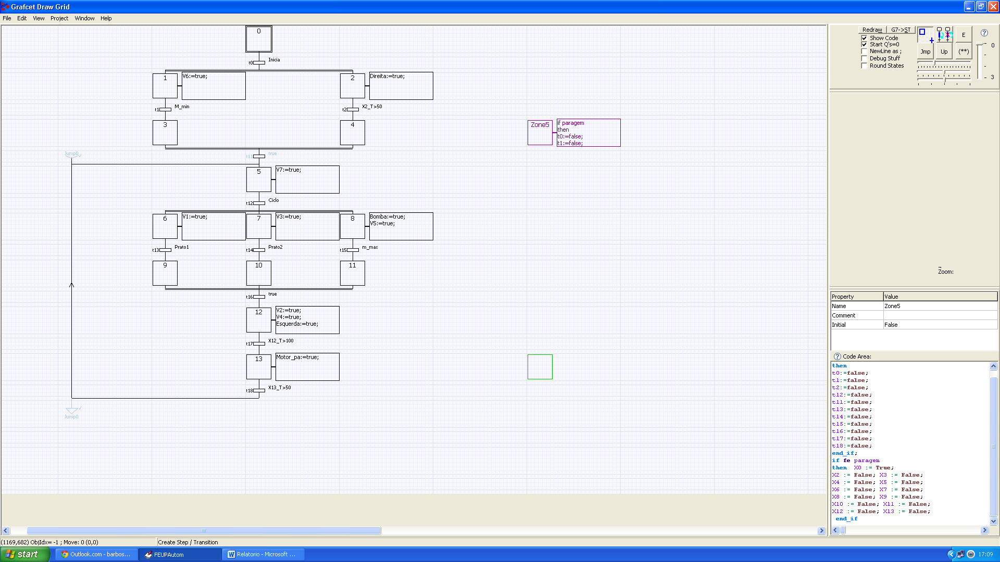 Grafcet Draw Grid
File Edit View Project Window Help
0
t0 Inicia
1 V6:=true;
2 Direita:=true;
t1 M_min
t2 X2_T>50
3
4
Zone5
if paragem
then
t0:=false;
t1:=false;
Jump0
t11 true
5 V7:=true;
t12 Ciclo
6 V1:=true;
7 V3:=true;
8 Bomba:=true;
V5:=true;
t13 Prato1
t14 Prato2
t15 m_max
9
10
11
t16 true
12 V2:=true;
V4:=true;
Esquerda:=true;
t17 X12_T>100
13 Motor_pa:=true;
t18 X13_T>50
Jump0
Redraw G7->ST
Show Code
Start Q's=0
NewLine as ;
Debug Stuff
Round States
E
Jmp Up (**)
? 0
3
Zoom:
Property Value
Name Zone5
Comment
Initial False
? Code Area:
then
t0:=false;
t1:=false;
t2:=false;
t12:=false;
t11:=false;
t13:=false;
t14:=false;
t15:=false;
t16:=false;
t17:=false;
t18:=false;
end_if;
if fe paragem
then X0 := True;
X2 := False; X3 := False;
X4 := False; X5 := False;
X6 := False; X7 := False;
X8 := False; X9 := False;
X10 := False; X11 := False;
X12 := False; X13 := False;
end_if
(1169,682) ObjIdx= -1 ; Move: 0 (0,0) Create Step / Transition
start Outlook.com - barbos... FEUPAutom Relatorio - Microsoft ... 17:09